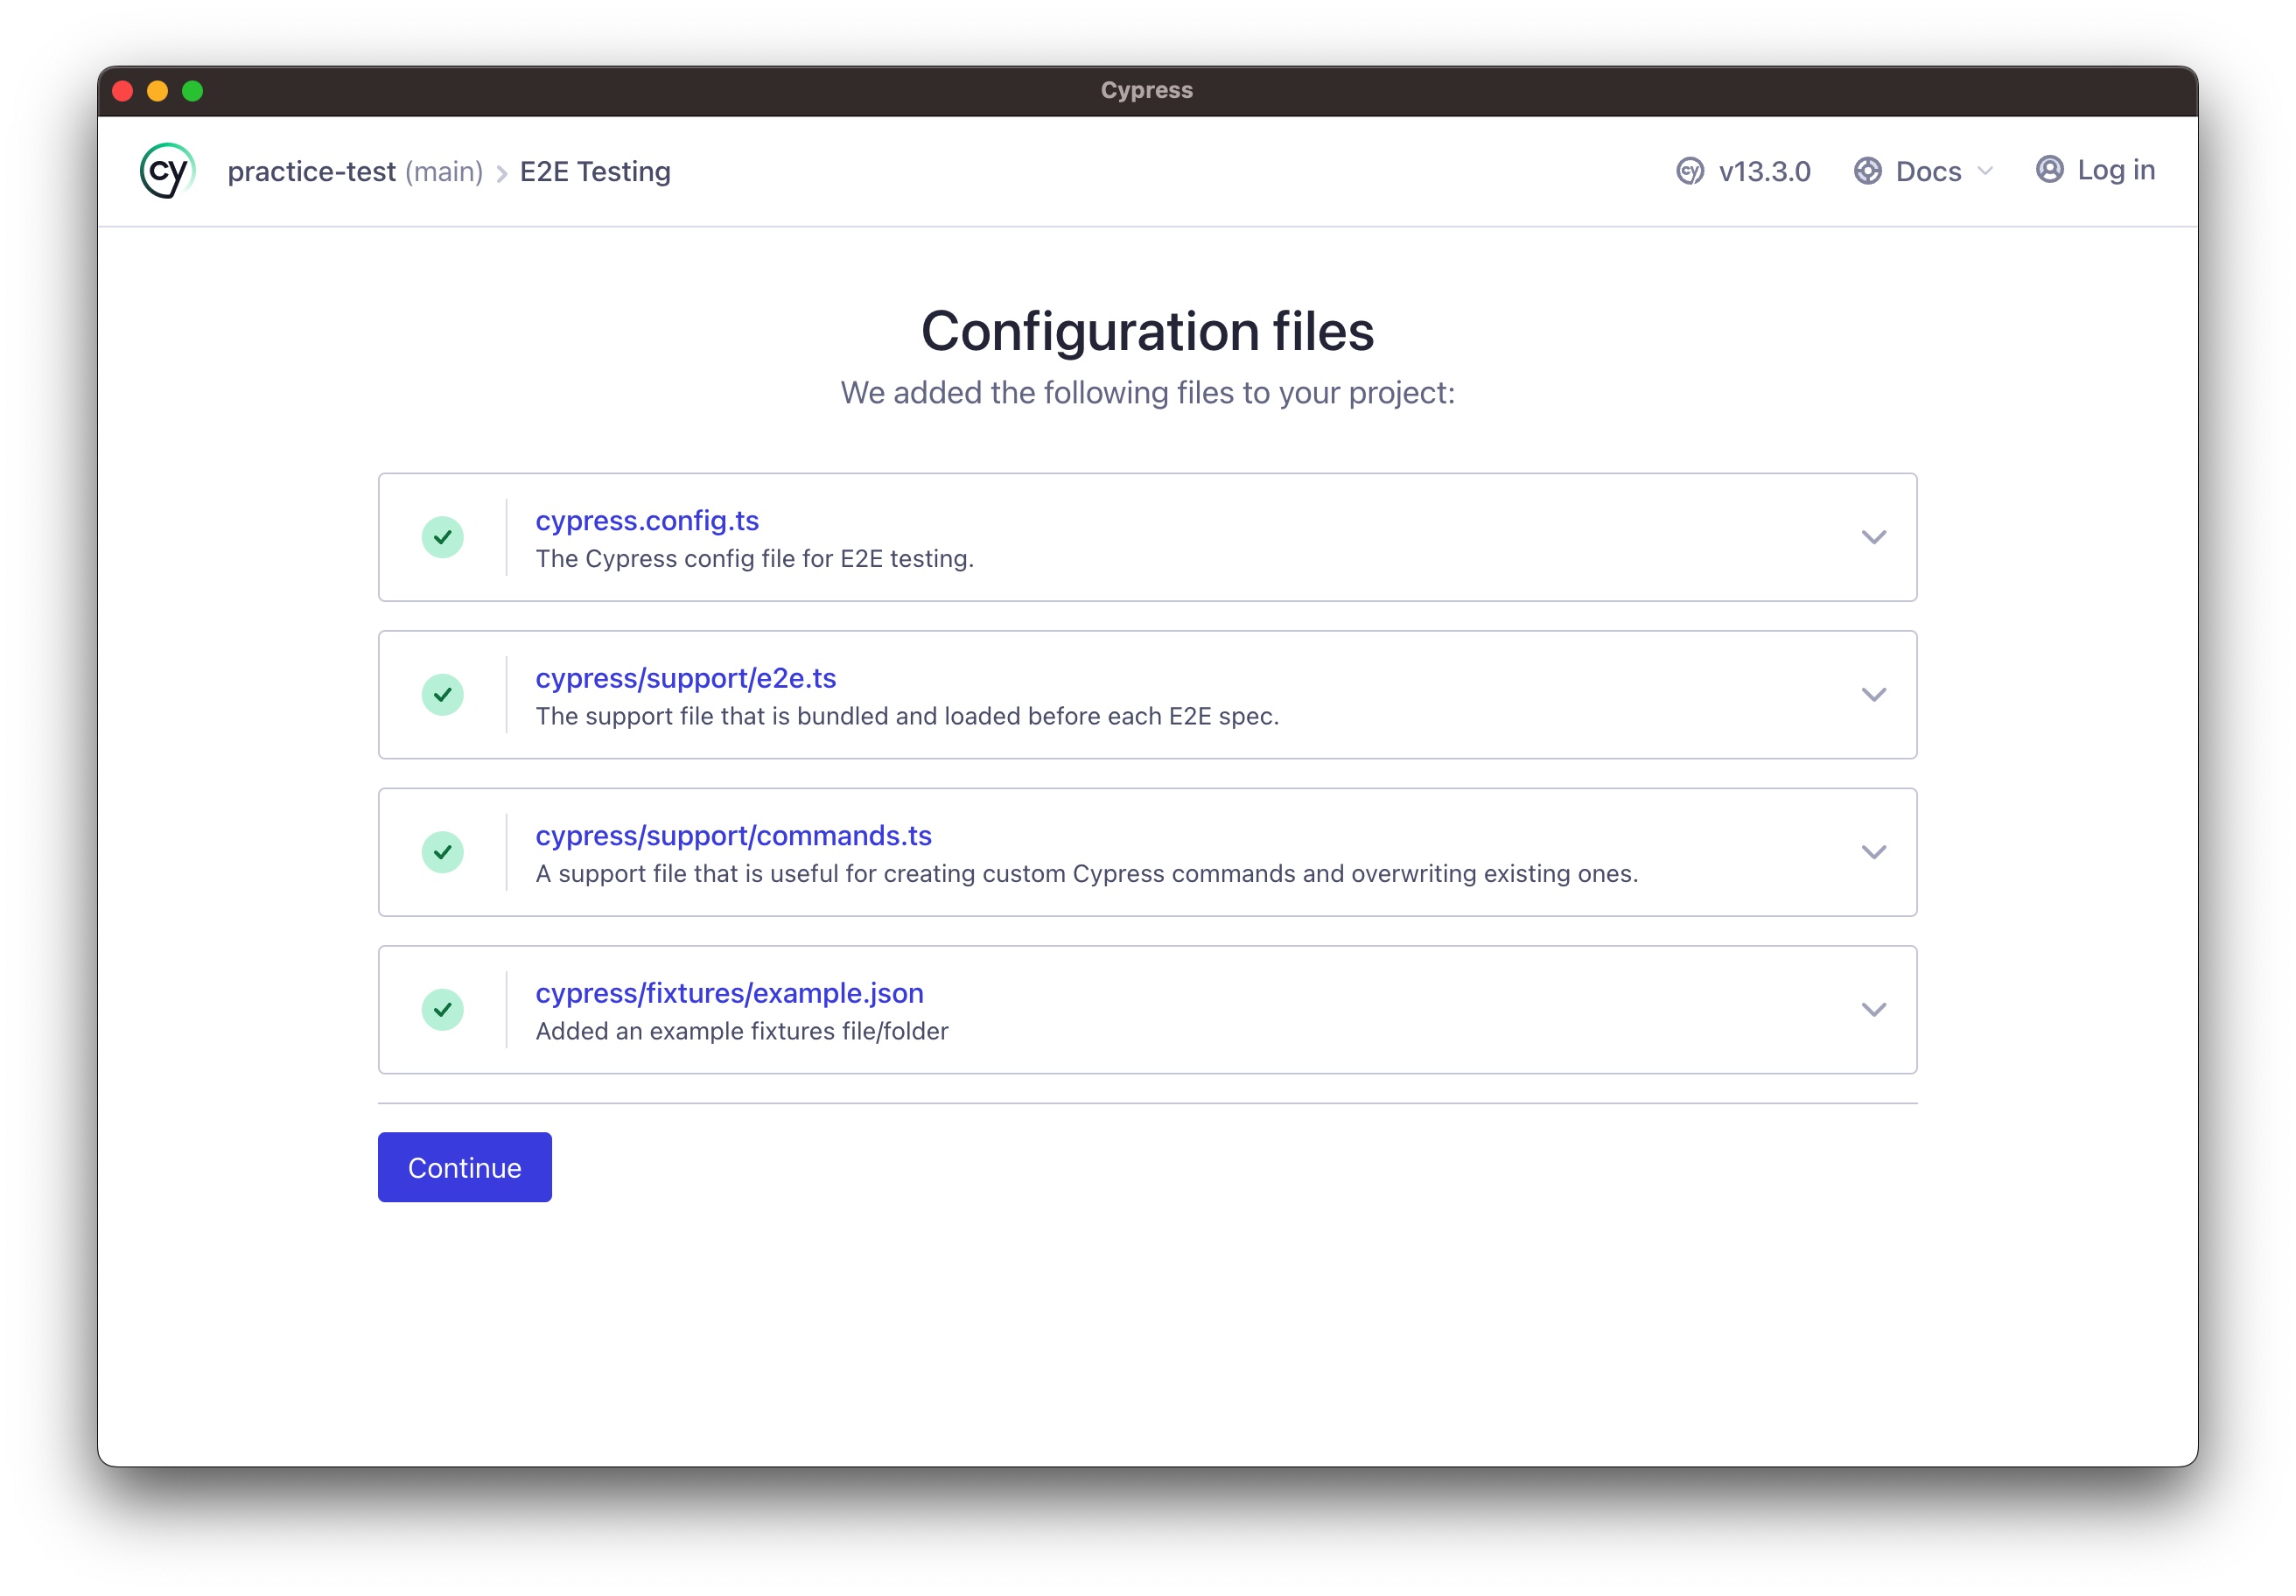 Cypress
cy practice-test (main) E2E Testing
cy v13.3.0 Docs Log in
Configuration files
We added the following files to your project:
cypress.config.ts
The Cypress config file for E2E testing.
cypress/support/e2e.ts
The support file that is bundled and loaded before each E2E spec.
cypress/support/commands.ts
A support file that is useful for creating custom Cypress commands and overwriting existing ones.
cypress/fixtures/example.json
Added an example fixtures file/folder
Continue